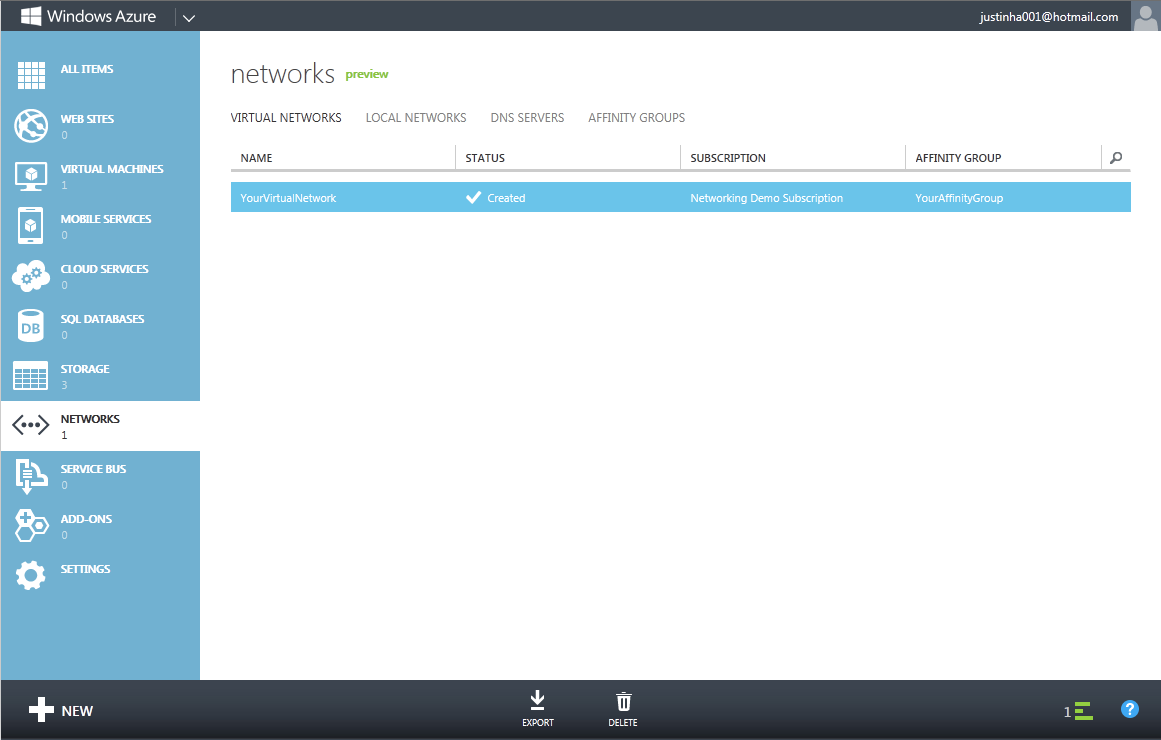 Windows Azure
justinha001@hotmail.com
ALL ITEMS
WEB SITES
0
VIRTUAL MACHINES
1
MOBILE SERVICES
0
CLOUD SERVICES
0
DB
SQL DATABASES
0
STORAGE
3
NETWORKS
1
SERVICE BUS
0
ADD-ONS
0
SETTINGS
networks preview
VIRTUAL NETWORKS LOCAL NETWORKS DNS SERVERS AFFINITY GROUPS
NAME STATUS SUBSCRIPTION AFFINITY GROUP
YourVirtualNetwork Created Networking Demo Subscription YourAffinityGroup
NEW
EXPORT
DELETE
1
?